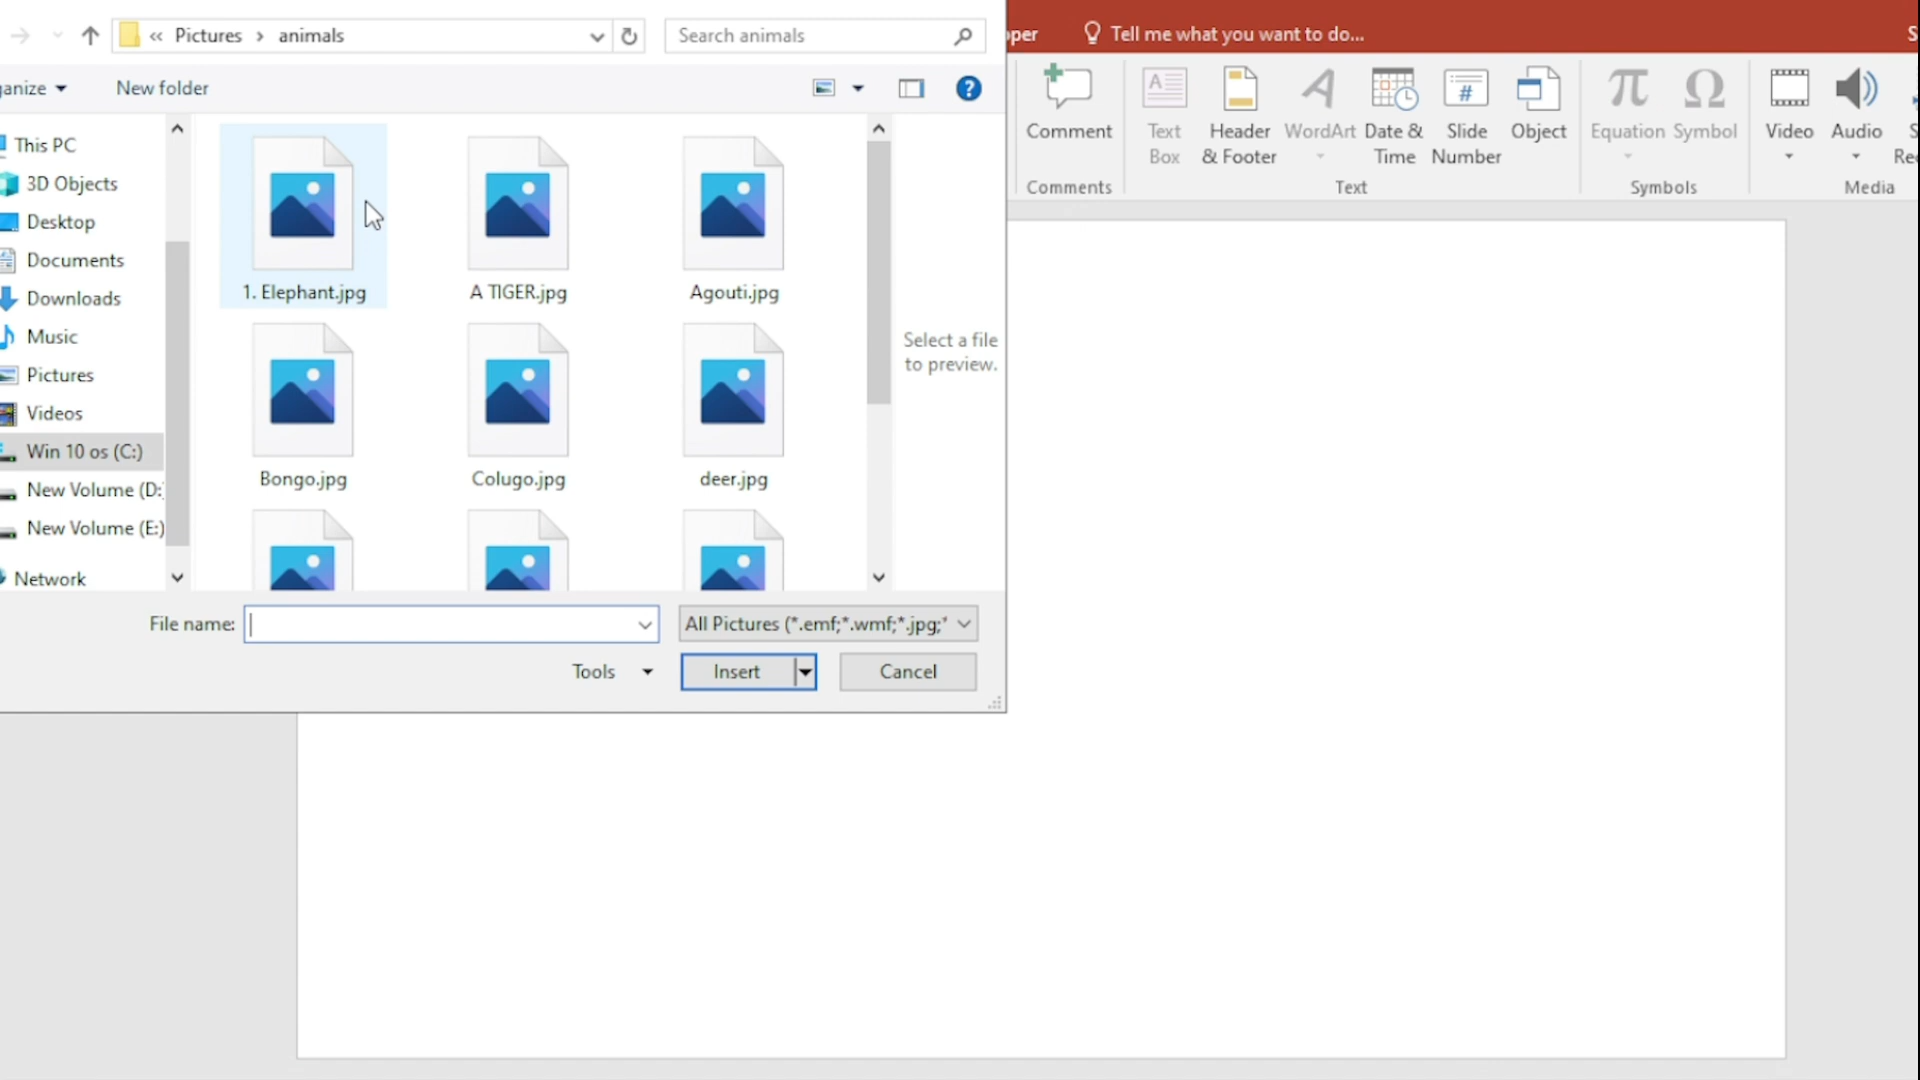 « Pictures › animals
Search animals
New folder
This PC
3D Objects
Desktop
Documents
Downloads
Music
Pictures
Videos
Win 10 os (C:)
New Volume (D:
New Volume (E:)
Network
1. Elephant.jpg
A TIGER.jpg
Agouti.jpg
Bongo.jpg
Colugo.jpg
deer.jpg
Select a file
to preview.
File name:
All Pictures (*.emf;*.wmf;*.jpg;*
Tools
Insert
Cancel
Tell me what you want to do...
Comment
Text
Box
Header
& Footer
WordArt
Date &
Time
Slide
Number
Object
Equation
Symbol
Video
Audio
Comments
Text
Symbols
Media